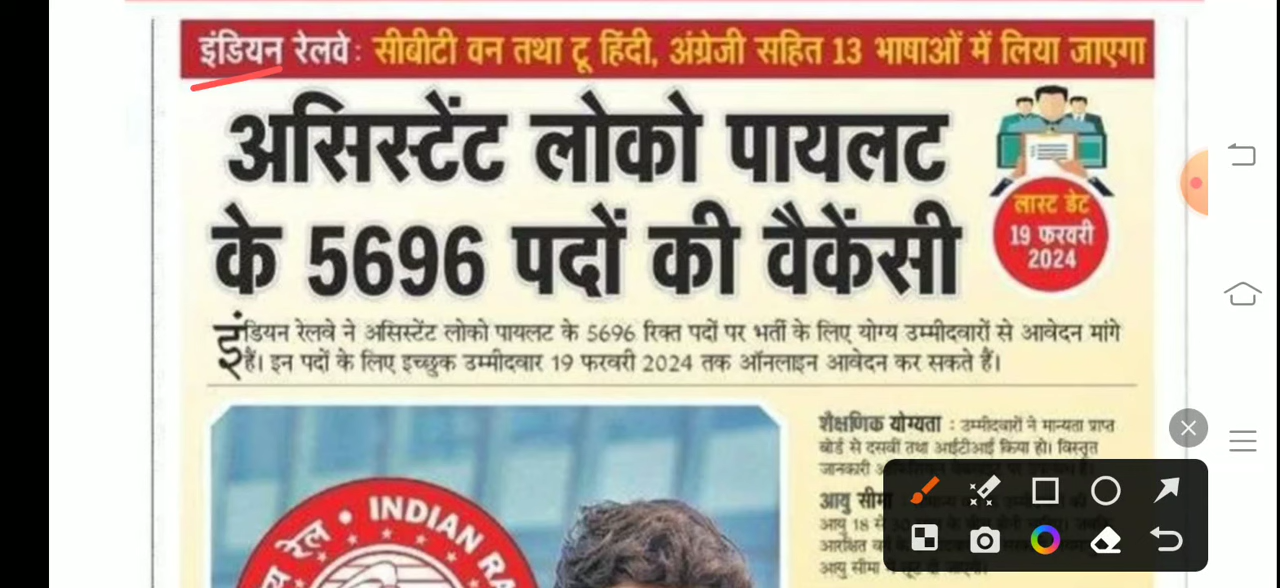 इंडियन रेलवे: सीबीटी वन तथा टू हिंदी, अंग्रेजी सहित 13 भाषाओं में लिया जाएगा
असिस्टेंट लोको पायलट
के 5696 पदों की वैकेंसी
लास्ट डेट
19 फरवरी
2024
इंडियन रेलवे ने असिस्टेंट लोको पायलट के 5696 रिक्त पदों पर भर्ती के लिए योग्य उम्मीदवारों से आवेदन मांगे
हैं। इन पदों के लिए इच्छुक उम्मीदवार 19 फरवरी 2024 तक ऑनलाइन आवेदन कर सकते हैं।
शैक्षणिक योग्यता : उम्मीदवारों ने मान्यता प्राप्त
बोर्ड से दसवीं तथा आईटीआई किया हो। विस्तृत
जानकारी
आयु सीमा
आयु 18 से
आरक्षित
आयु सीमा
रेल • INDIAN